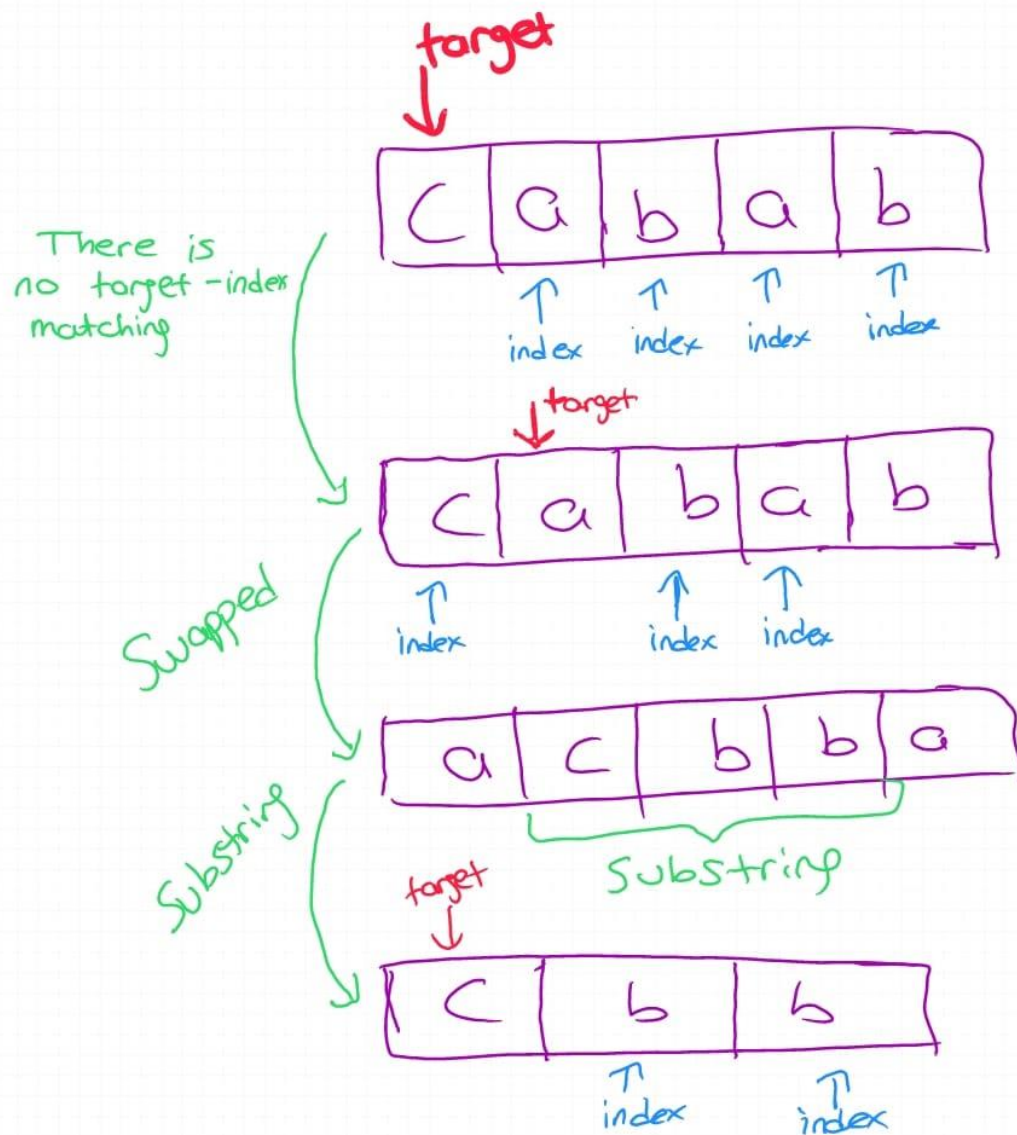 target
c a b a b
There is
no target-index
matching
index index index index
target
c a b a b
index index index
Swapped
a c b b a
Substring
Substring
target
c b b
index index